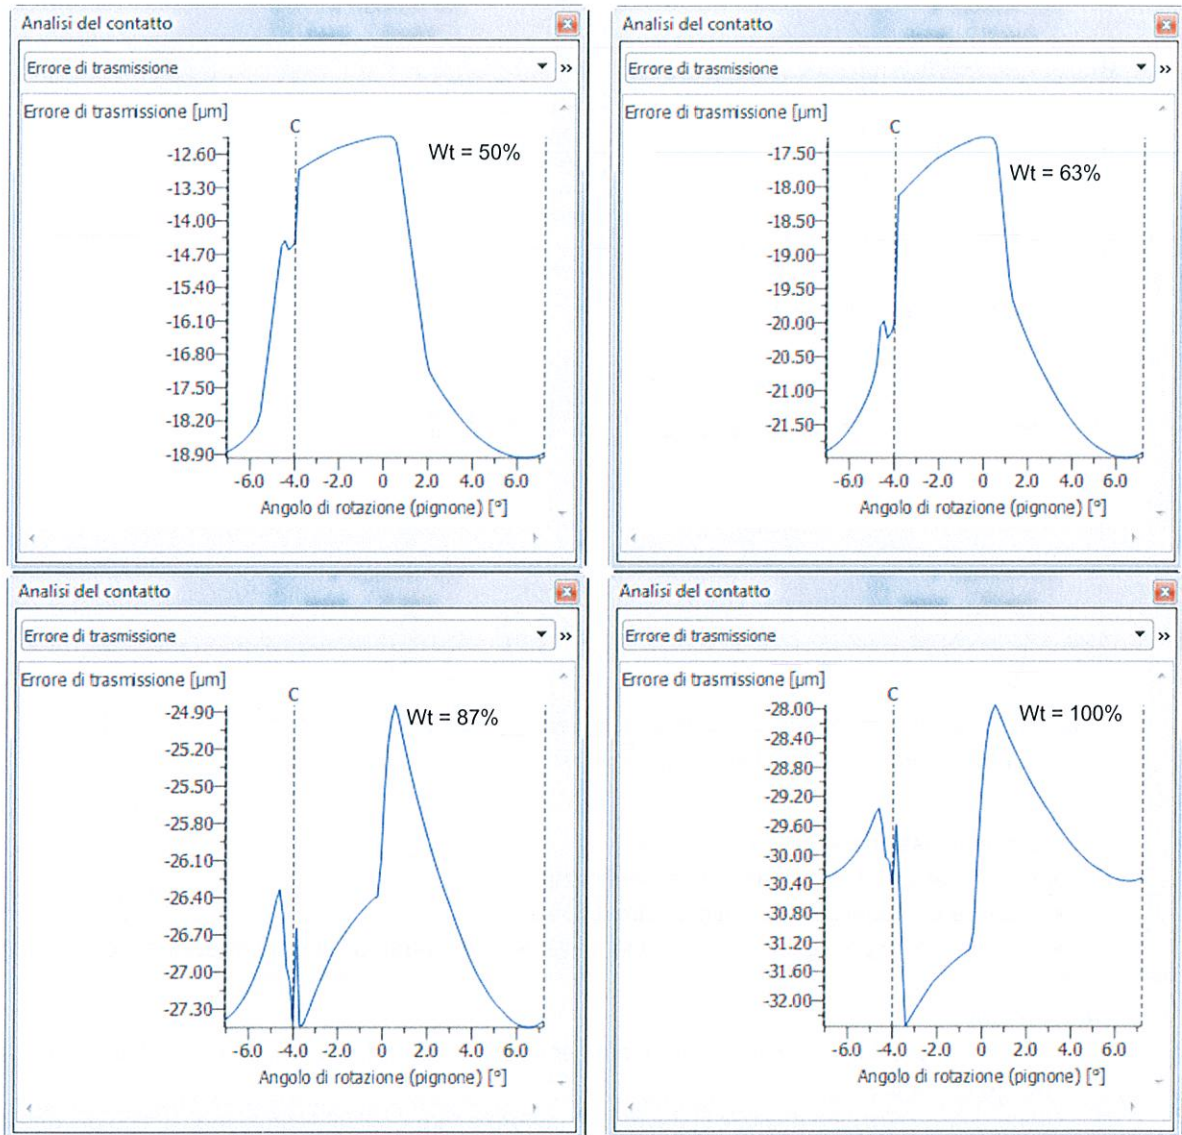 Analisi del contatto
Errore di trasmissione
»
Errore di trasmissione [µm]
C
Wt = 50%
-12.60
-13.30
-14.00
-14.70
-15.40
-16.10
-16.80
-17.50
-18.20
-18.90
-6.0 -4.0 -2.0 0 2.0 4.0 6.0
Angolo di rotazione (pignone) [°]
Analisi del contatto
Errore di trasmissione
»
Errore di trasmissione [µm]
C
Wt = 63%
-17.50
-18.00
-18.50
-19.00
-19.50
-20.00
-20.50
-21.00
-21.50
-6.0 -4.0 -2.0 0 2.0 4.0 6.0
Angolo di rotazione (pignone) [°]
Analisi del contatto
Errore di trasmissione
»
Errore di trasmissione [µm]
C
Wt = 87%
-24.90
-25.20
-25.50
-25.80
-26.10
-26.40
-26.70
-27.00
-27.30
-6.0 -4.0 -2.0 0 2.0 4.0 6.0
Angolo di rotazione (pignone) [°]
Analisi del contatto
Errore di trasmissione
»
Errore di trasmissione [µm]
C
Wt = 100%
-28.00
-28.40
-28.80
-29.20
-29.60
-30.00
-30.40
-30.80
-31.20
-31.60
-32.00
-6.0 -4.0 -2.0 0 2.0 4.0 6.0
Angolo di rotazione (pignone) [°]